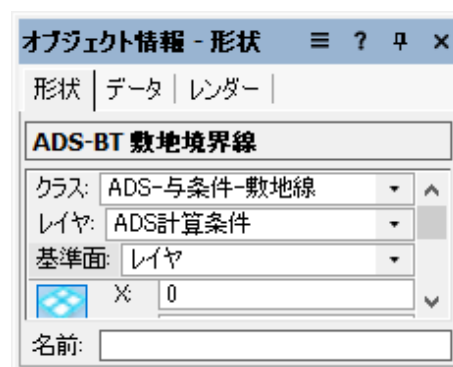 オブジェクト情報 - 形状 ≡ ? ×
形状 データ レンダー
ADS-BT 敷地境界線
クラス: ADS-与条件-敷地線
レイヤ: ADS計算条件
基準面: レイヤ
X: 0
名前: